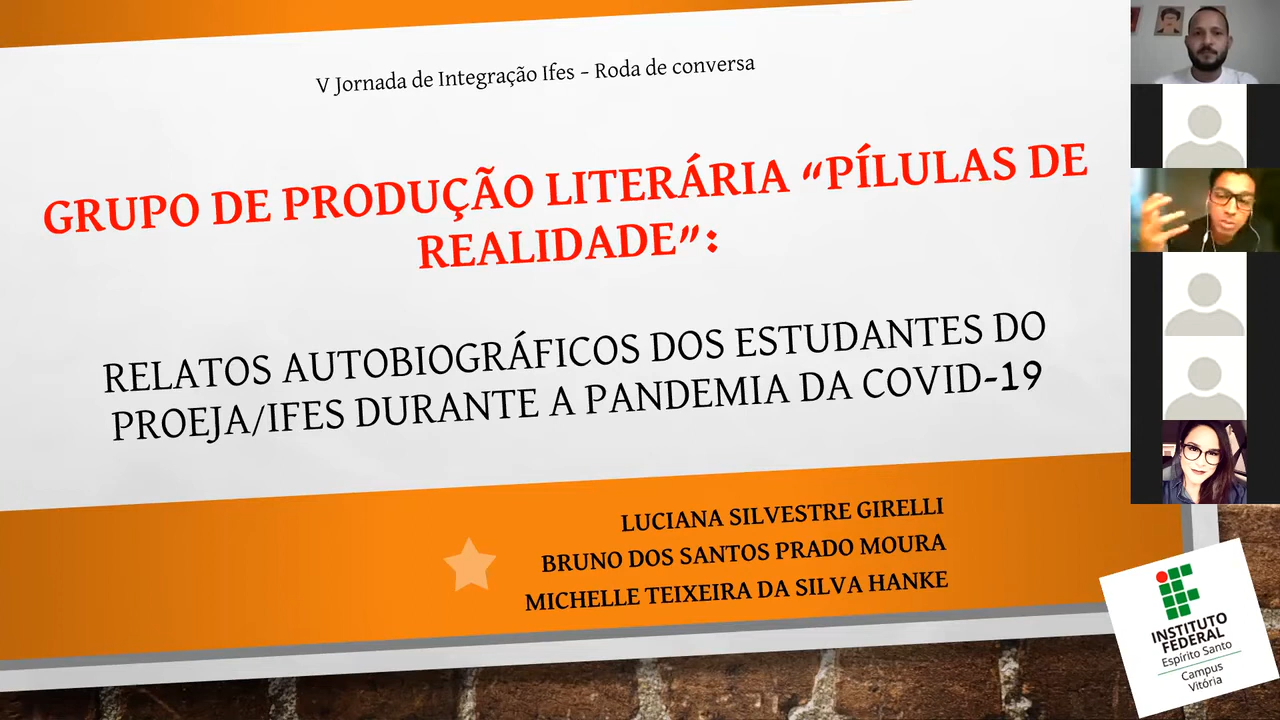 V Jornada de Integração Ifes – Roda de conversa
GRUPO DE PRODUÇÃO LITERÁRIA “PÍLULAS DE
REALIDADE”:
RELATOS AUTOBIOGRÁFICOS DOS ESTUDANTES DO
PROEJA/IFES DURANTE A PANDEMIA DA COVID-19
LUCIANA SILVESTRE GIRELLI
BRUNO DOS SANTOS PRADO MOURA
MICHELLE TEIXEIRA DA SILVA HANKE
INSTITUTO
FEDERAL
Espírito Santo
Campus
Vitória